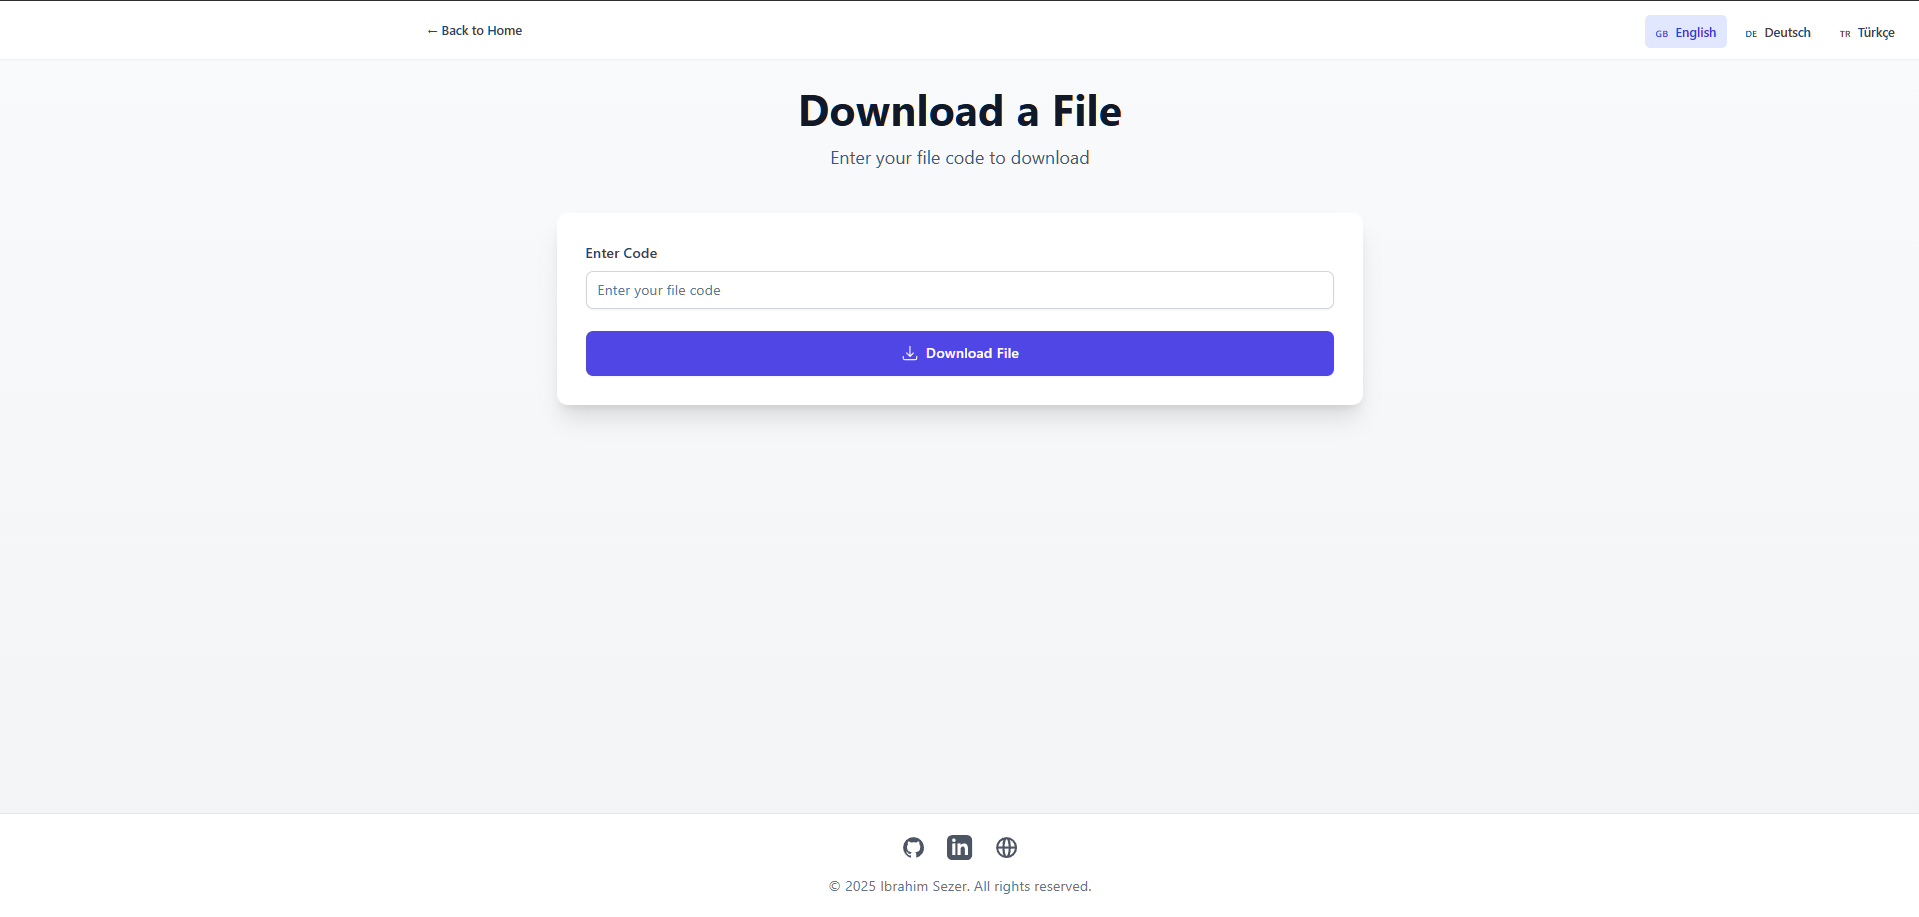 ← Back to Home
GB English
DE Deutsch
TR Türkçe
Download a File
Enter your file code to download
Enter Code
Enter your file code
Download File
in
© 2025 Ibrahim Sezer. All rights reserved.